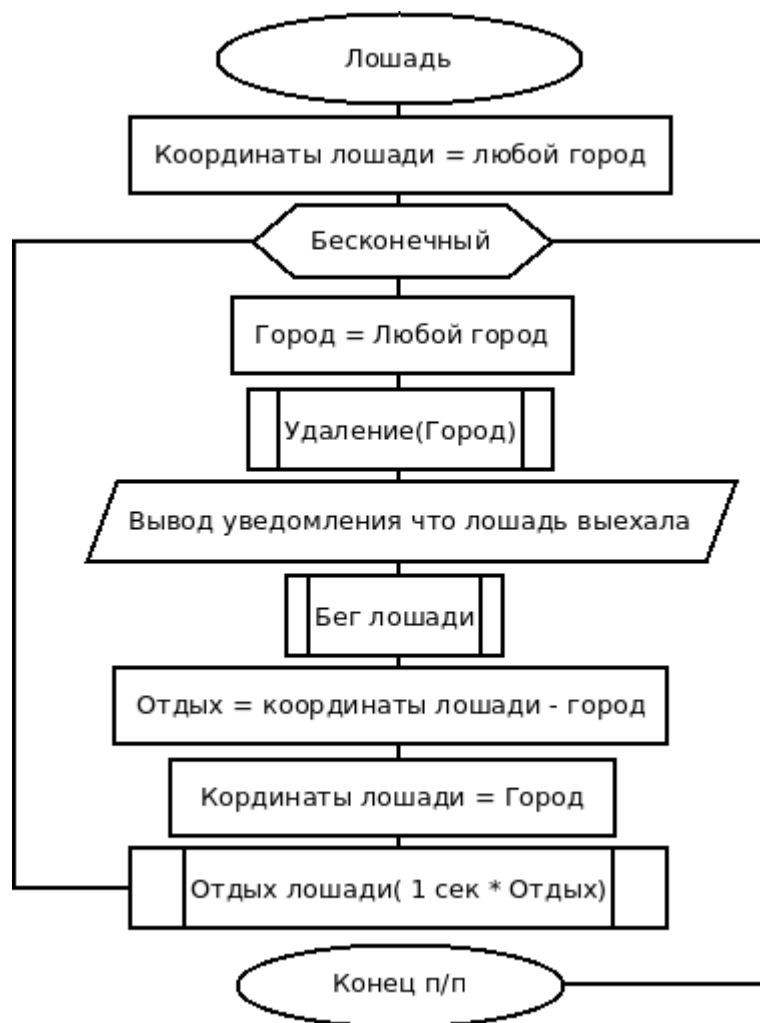 Лошадь
Координаты лошади = любой город
Бесконечный
Город = Любой город
Удаление(Город)
Вывод уведомления что лошадь выехала
Бег лошади
Отдых = координаты лошади - город
Кординаты лошади = Город
Отдых лошади( 1 сек * Отдых)
Конец п/п